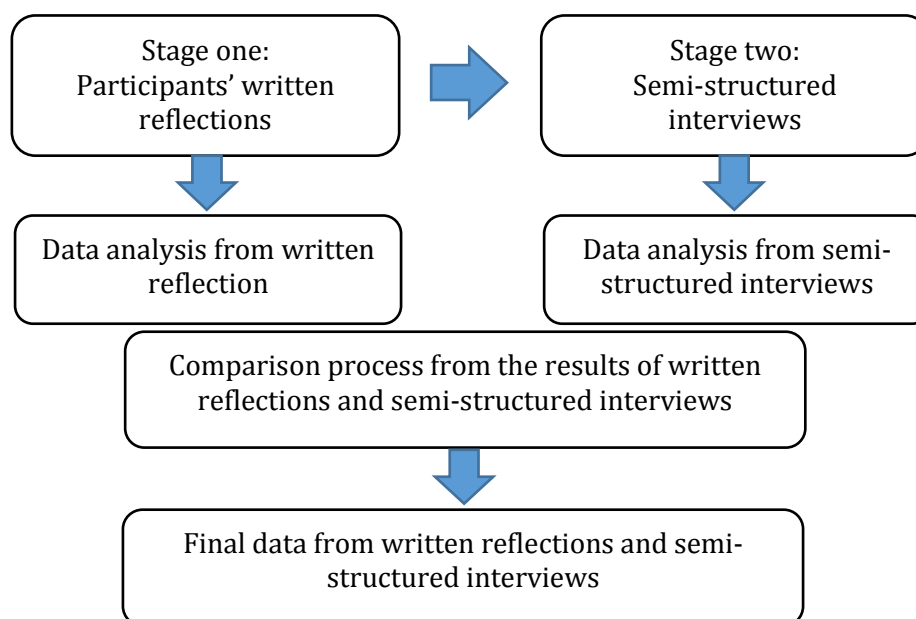 Stage one:
Participants’ written
reflections
Stage two:
Semi-structured
interviews
Data analysis from written
reflection
Data analysis from semi-
structured interviews
Comparison process from the results of written
reflections and semi-structured interviews
Final data from written reflections and semi-
structured interviews